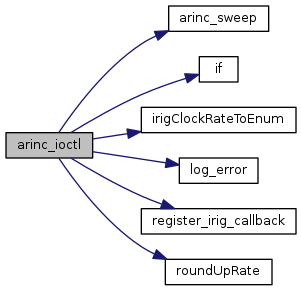 arinc_sweep
if
irigClockRateToEnum
arinc_ioctl
log_error
register_irig_callback
roundUpRate